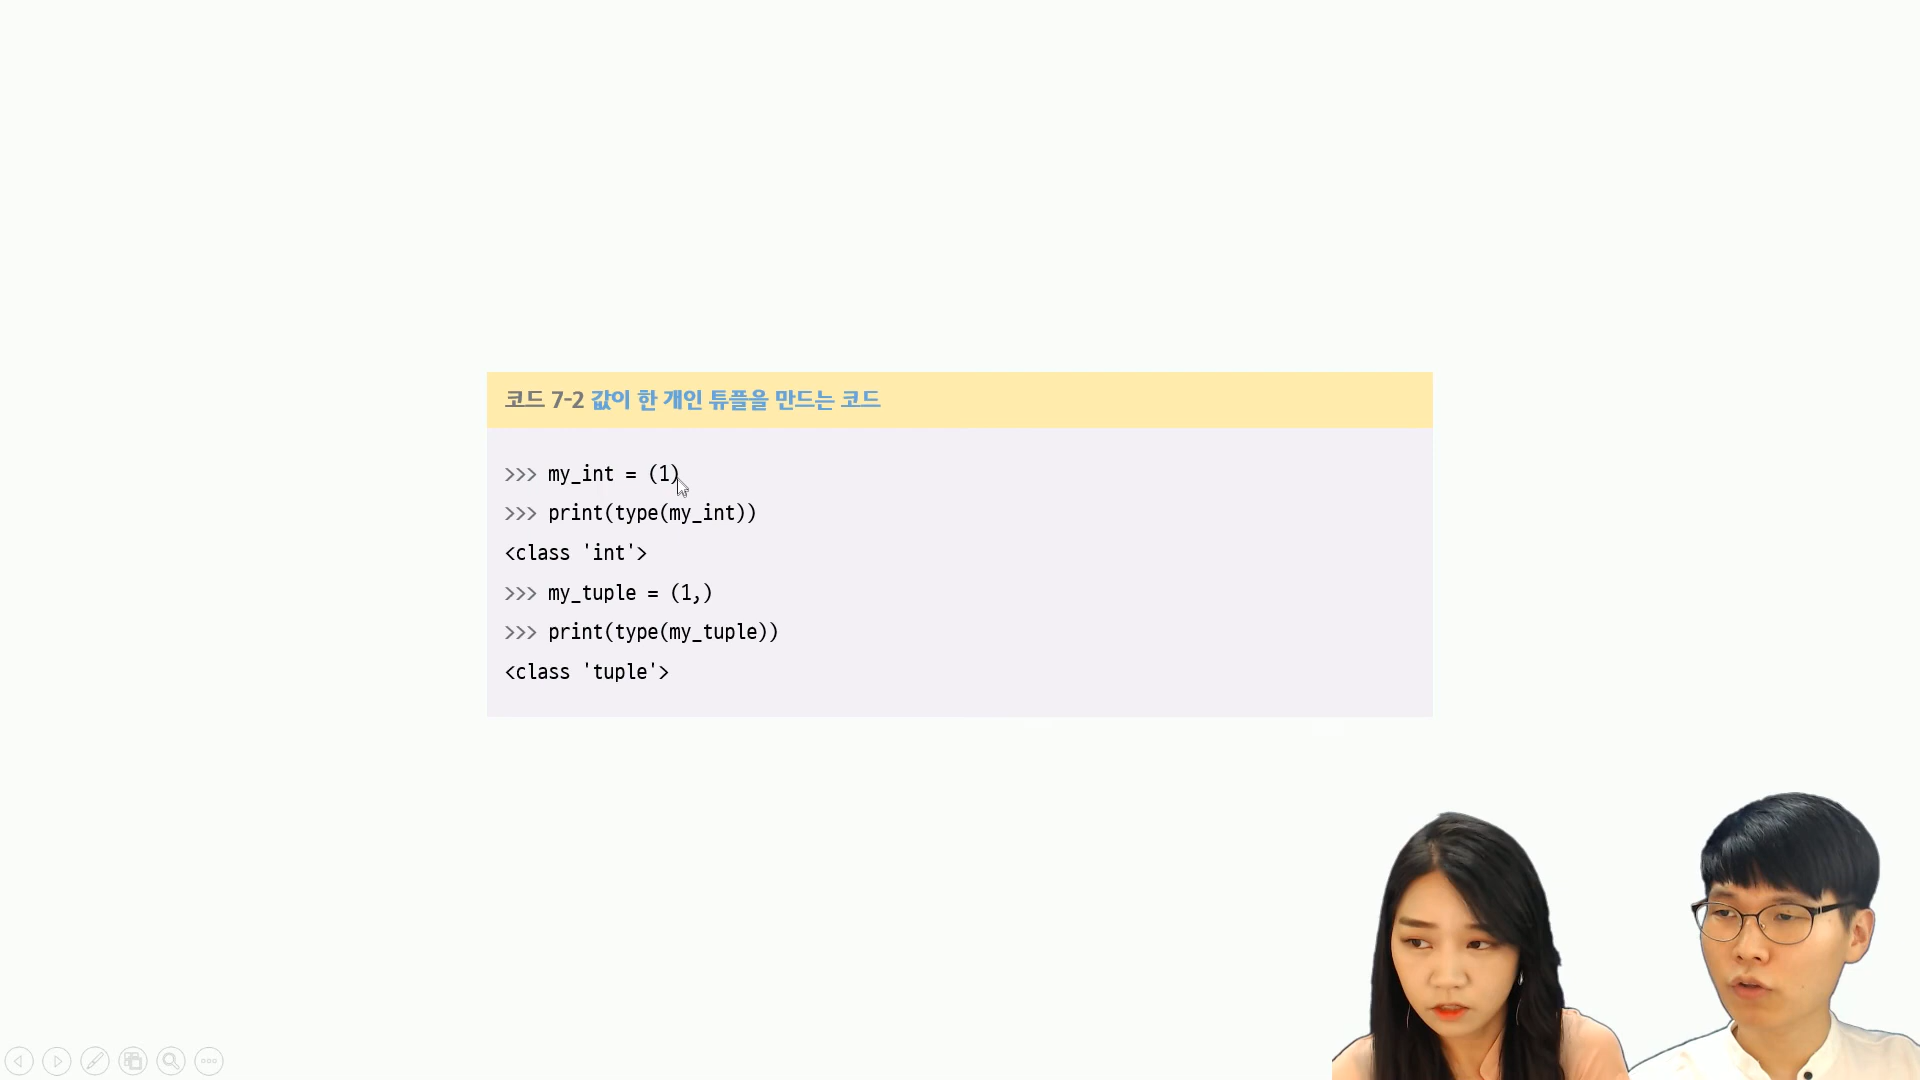 코드 7-2 값이 한 개인 튜플을 만드는 코드
>>> my_int = (1)
>>> print(type(my_int))
<class 'int'>
>>> my_tuple = (1,)
>>> print(type(my_tuple))
<class 'tuple'>